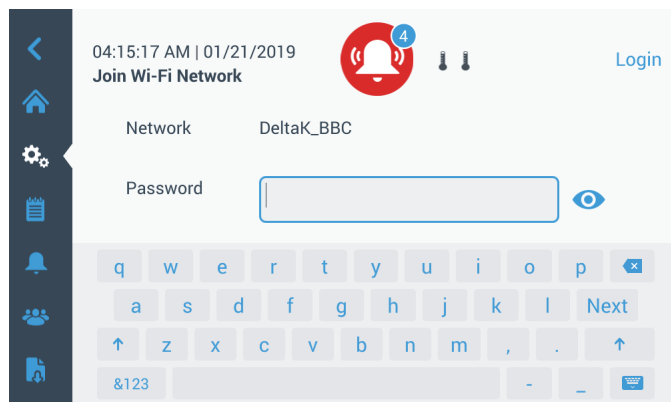 04:15:17 AM | 01/21/2019
4
Login
Join Wi-Fi Network
Network DeltaK_BBC
Password
q w e r t y u i o p
a s d f g h j k l Next
z x c v b n m , .
&123 - _